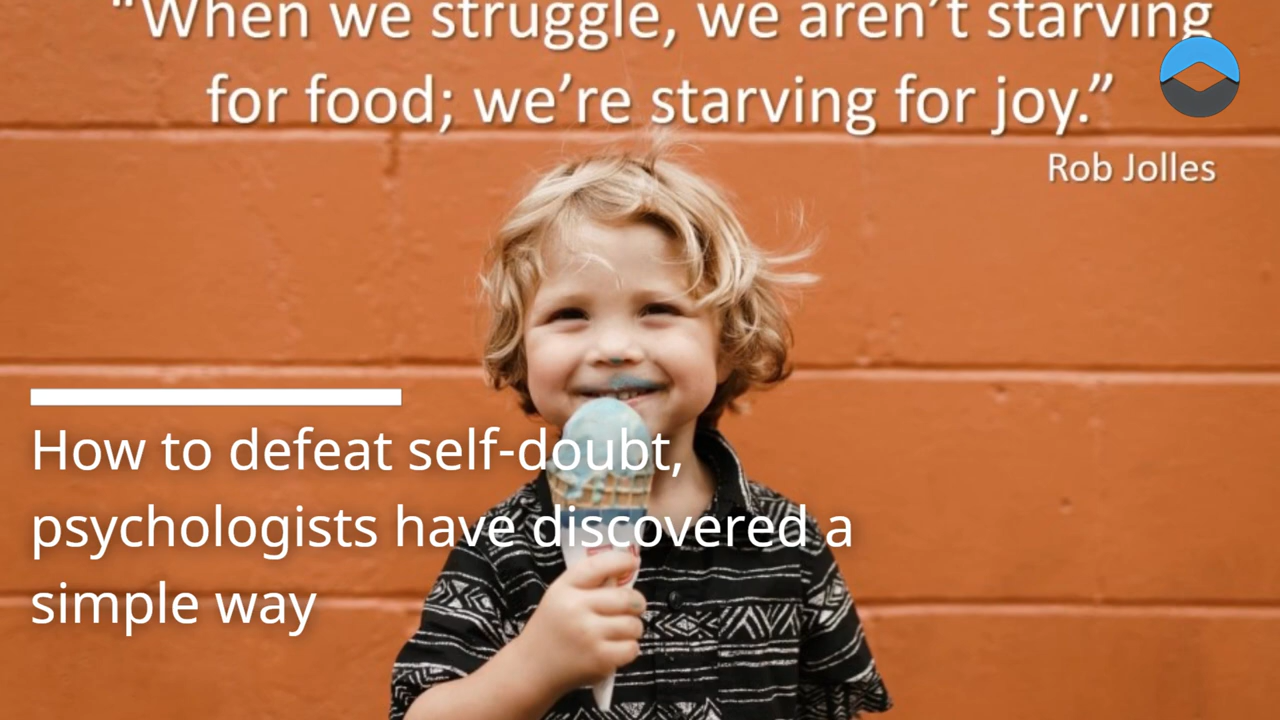 “When we struggle, we aren’t starving
for food; we’re starving for joy.”
Rob Jolles
How to defeat self-doubt,
psychologists have discovered a
simple way